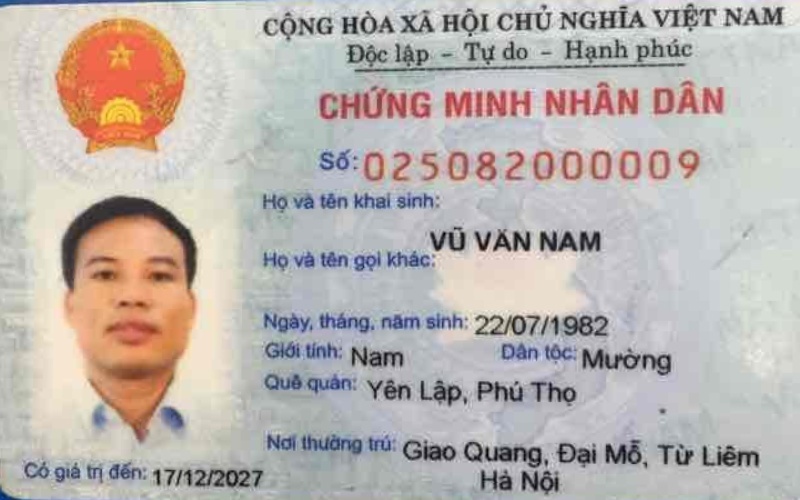 CỘNG HÒA XÃ HỘI CHỦ NGHĨA VIỆT NAM
Độc lập - Tự do - Hạnh phúc
CHỨNG MINH NHÂN DÂN
Số: 025082000009
Họ và tên khai sinh:
VŨ VĂN NAM
Họ và tên gọi khác:
Ngày, tháng, năm sinh: 22/07/1982
Giới tính: Nam Dân tộc: Mường
Quê quán: Yên Lập, Phú Thọ
Nơi thường trú: Giao Quang, Đại Mỗ, Từ Liêm
Hà Nội
Có giá trị đến: 17/12/2027